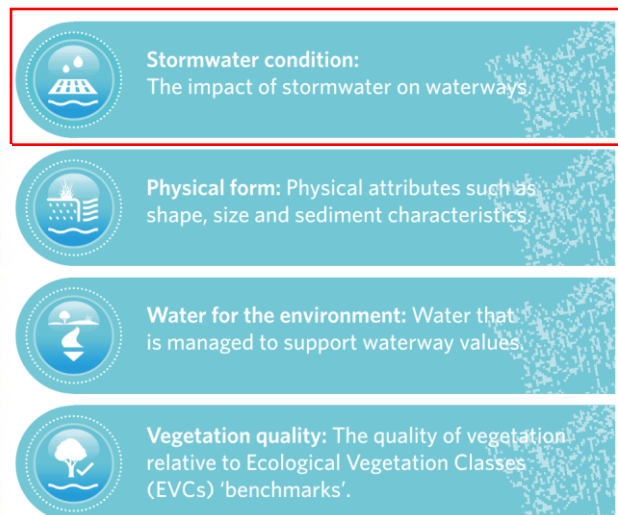 Stormwater condition:
The impact of stormwater on waterways.
Physical form: Physical attributes such as
shape, size and sediment characteristics.
Water for the environment: Water that
is managed to support waterway values.
Vegetation quality: The quality of vegetation
relative to Ecological Vegetation Classes
(EVCs) ‘benchmarks’.